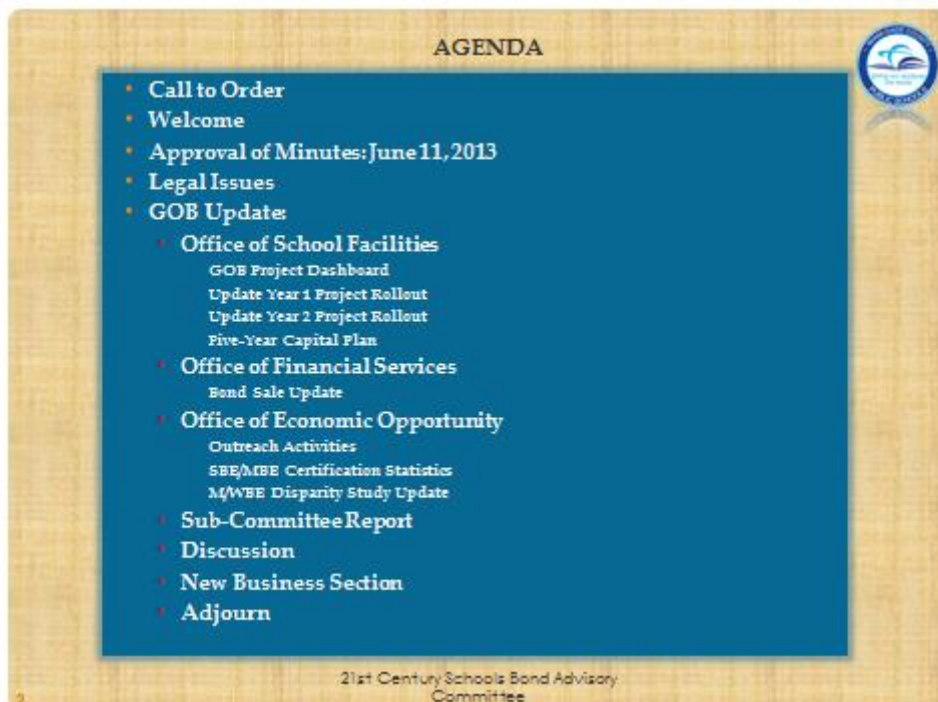 AGENDA
Call to Order
Welcome
Approval of Minutes: June 11, 2013
Legal Issues
GOB Update:
Office of School Facilities
GOB Project Dashboard
Update Year 1 Project Rollout
Update Year 2 Project Rollout
Five-Year Capital Plan
Office of Financial Services
Bond Sale Update
Office of Economic Opportunity
Outreach Activities
SBE/MBE Certification Statistics
M/WBE Disparity Study Update
Sub-Committee Report
Discussion
New Business Section
Adjourn
21st Century Schools Bond Advisory
Committee